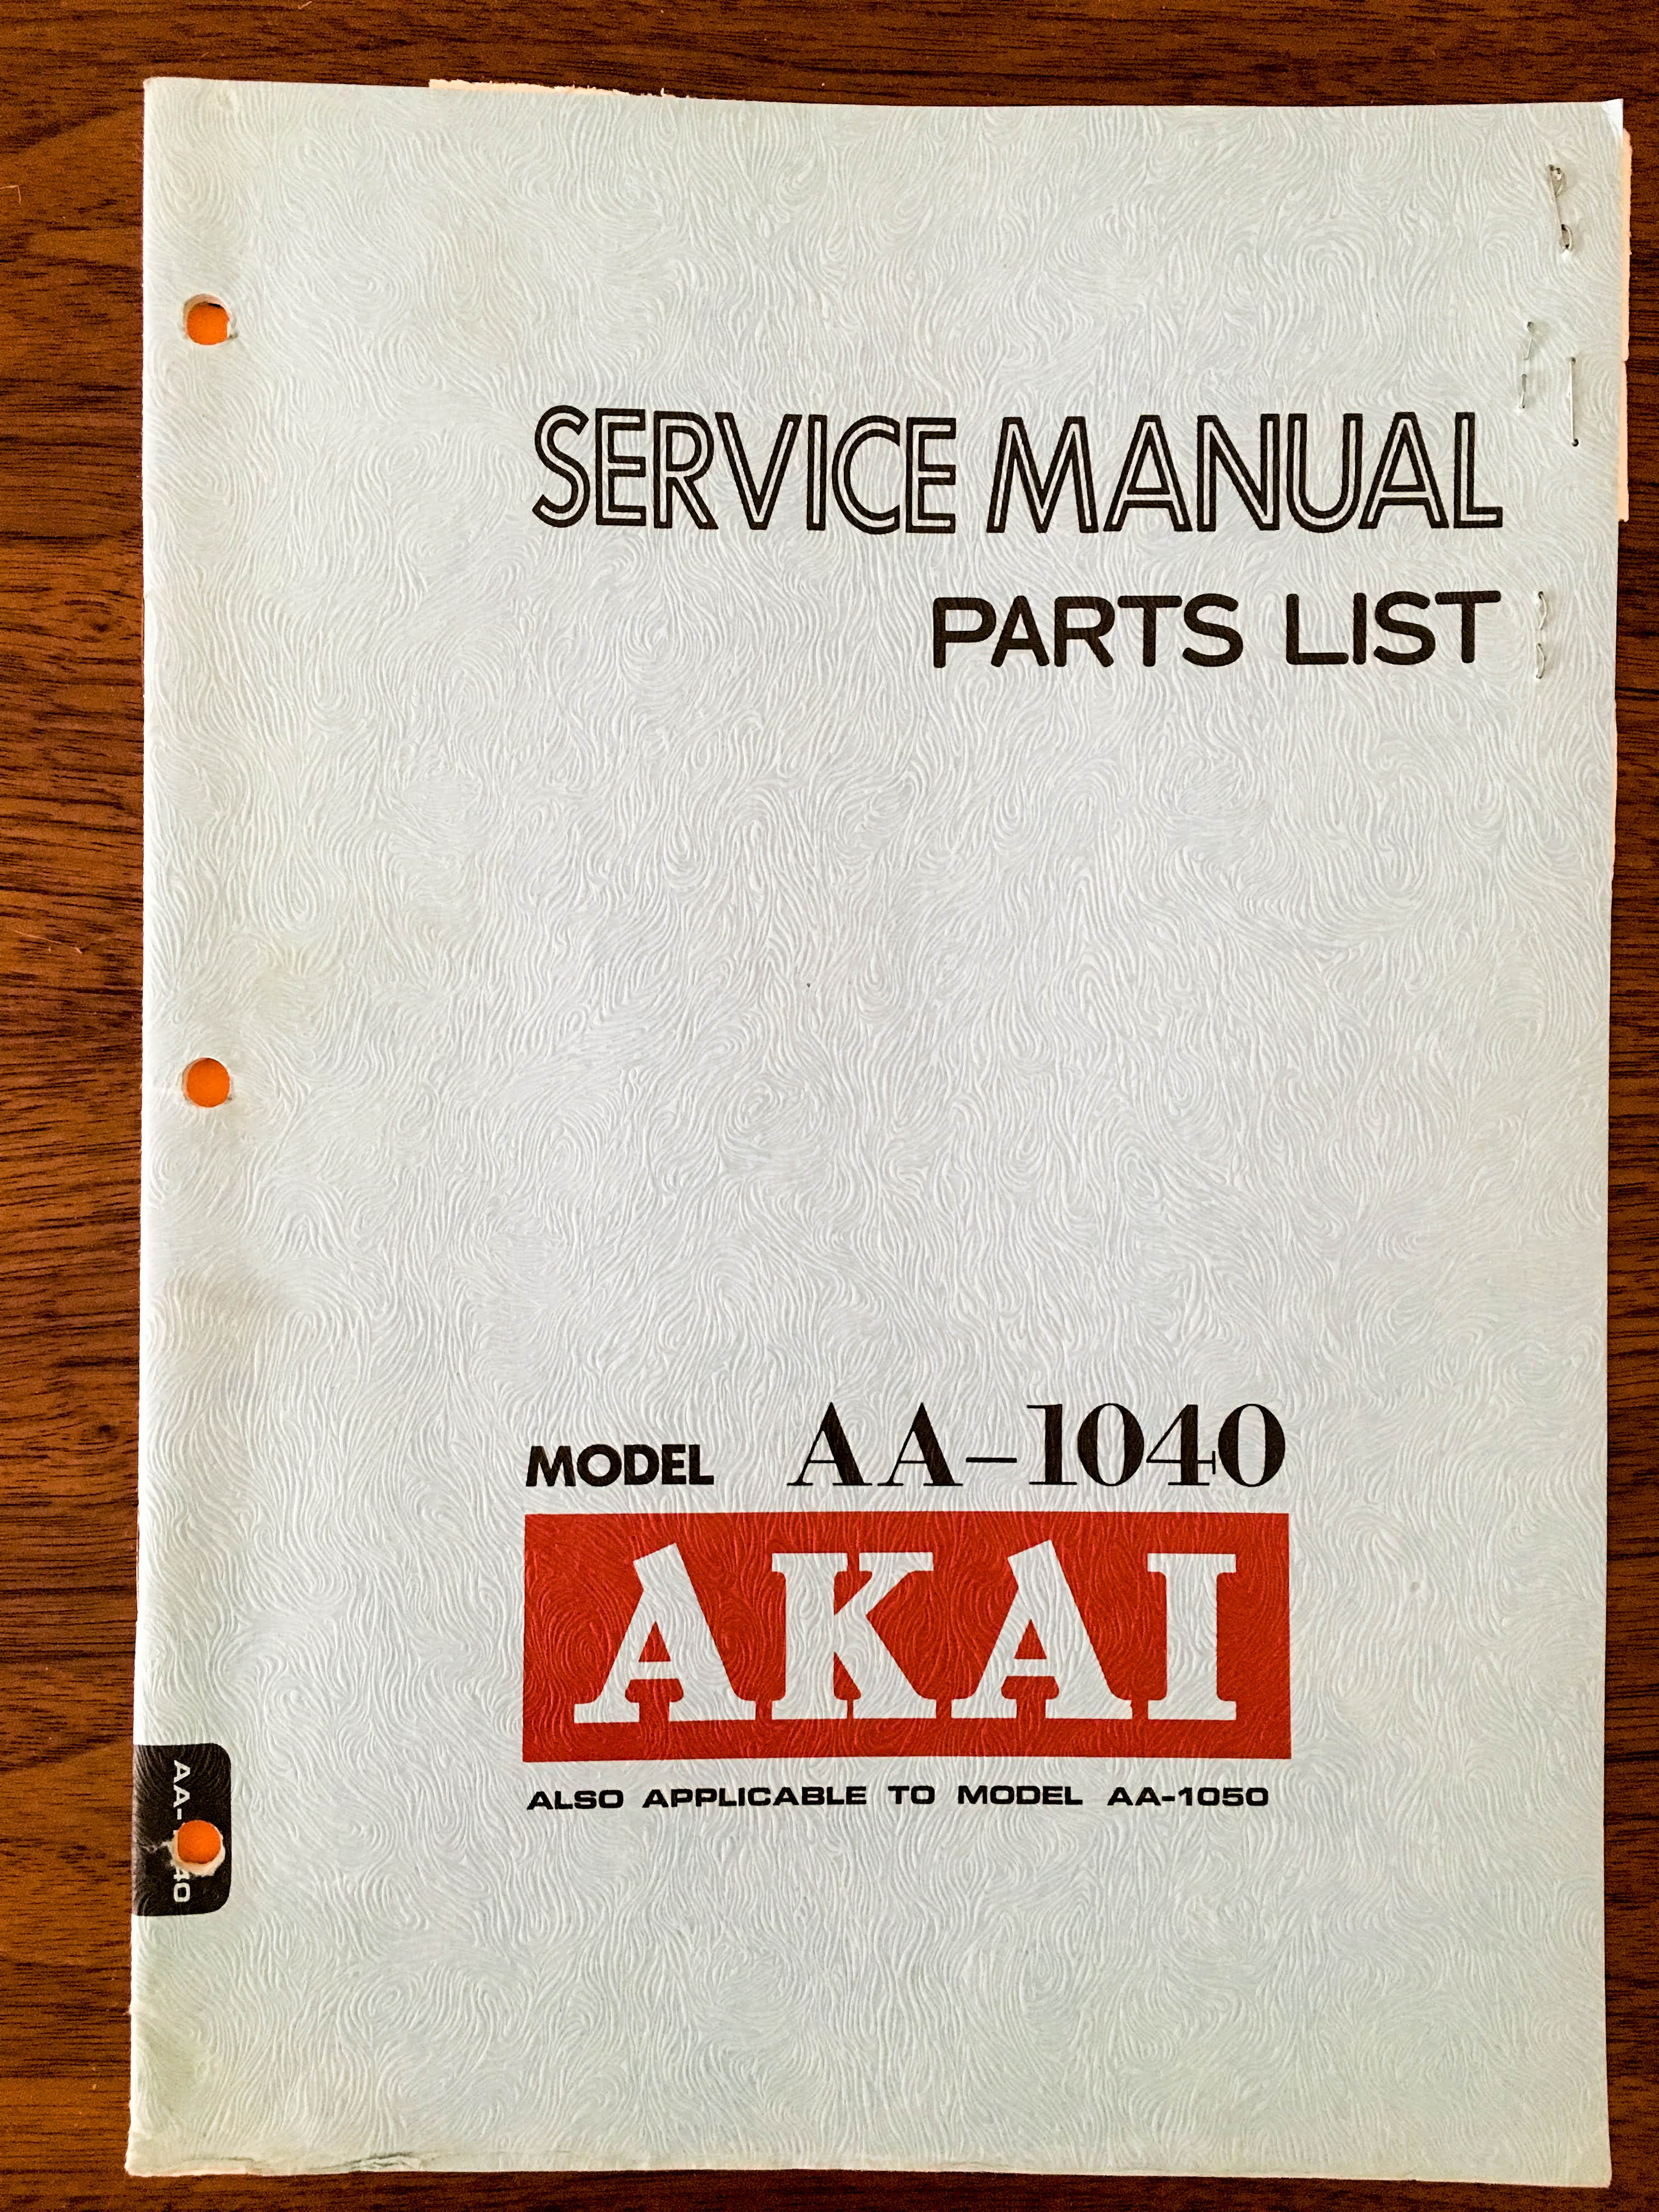 SERVICE MANUAL
PARTS LIST
MODEL AA-1040
AKAI
ALSO APPLICABLE TO MODEL AA-1050